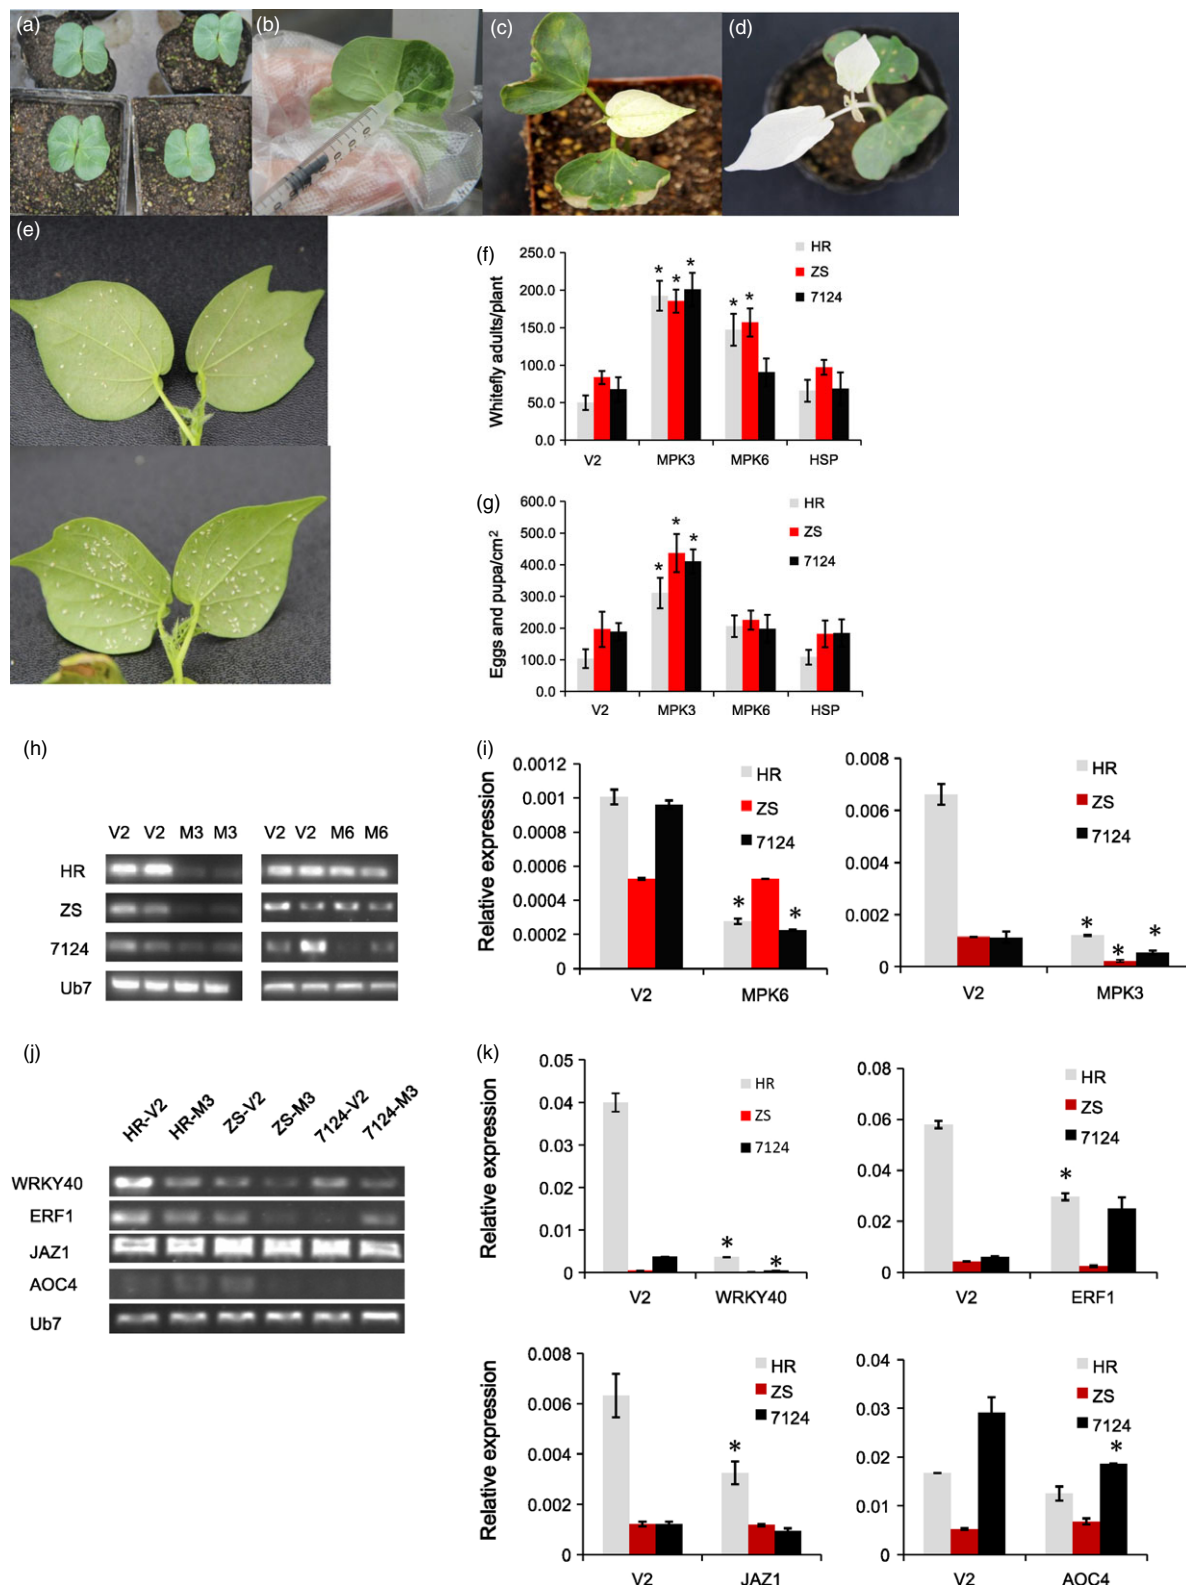 (a)
(b)
(c)
(d)
(e)
(f)
250.0
200.0
150.0
100.0
50.0
0.0
Whitefly adults/plant
* * *
* *
HR
ZS
7124
V2 MPK3 MPK6 HSP
(g)
600.0
500.0
400.0
300.0
200.0
100.0
0.0
Eggs and pupa/cm²
* * *
HR
ZS
7124
V2 MPK3 MPK6 HSP
(h)
V2 V2 M3 M3 V2 V2 M6 M6
HR
ZS
7124
Ub7
(i)
Relative expression
0.0012
0.001
0.0008
0.0006
0.0004
0.0002
0
HR
ZS
7124
* *
V2 MPK6
0.008
0.006
0.004
0.002
0
HR
ZS
7124
* * *
V2 MPK3
(j)
HR-V2 HR-M3 ZS-V2 ZS-M3 7124-V2 7124-M3
WRKY40
ERF1
JAZ1
AOC4
Ub7
(k)
Relative expression
0.05
0.04
0.03
0.02
0.01
0
HR
ZS
7124
* *
V2 WRKY40
0.08
0.06
0.04
0.02
0
HR
ZS
7124
*
V2 ERF1
Relative expression
0.008
0.006
0.004
0.002
0
HR
ZS
7124
*
V2 JAZ1
0.04
0.03
0.02
0.01
0
HR
ZS
7124
*
V2 AOC4